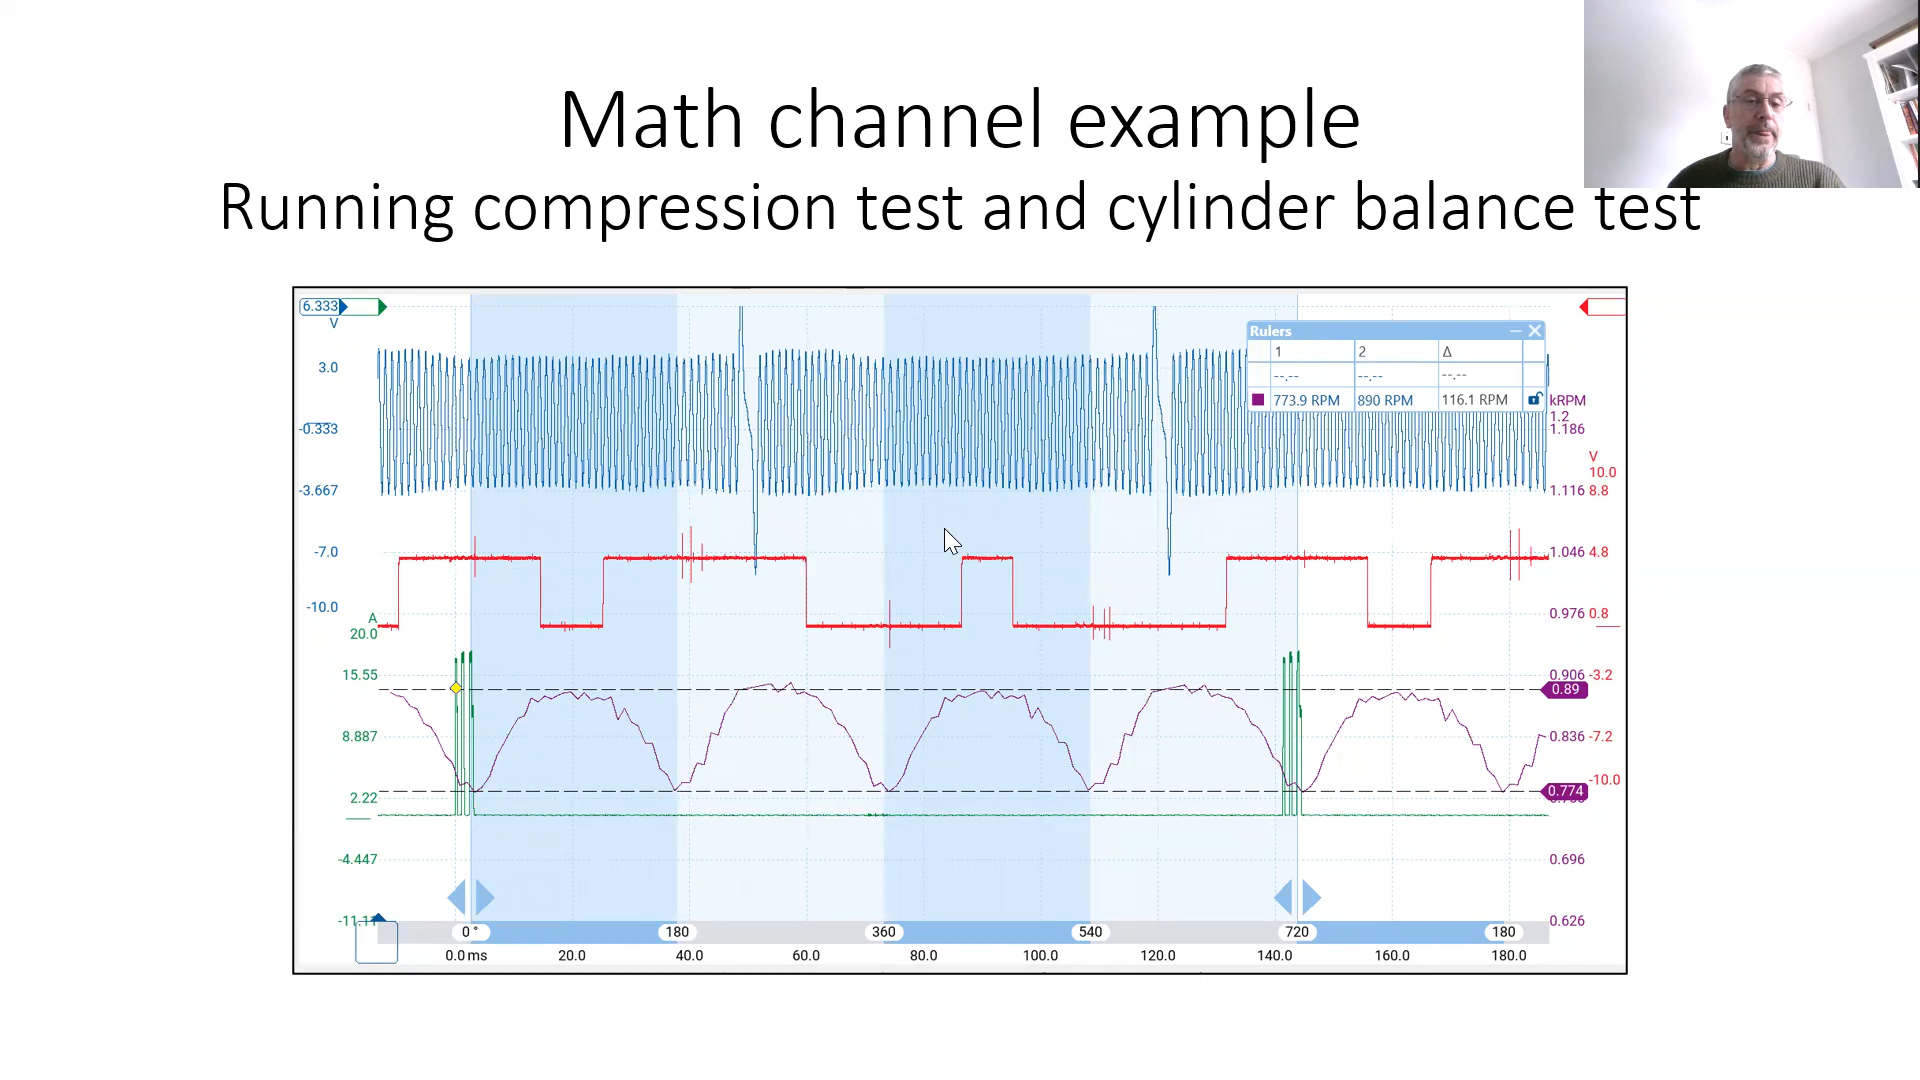 Math channel example
Running compression test and cylinder balance test
6.333
V
3.0
-0.333
-3.667
-7.0
-10.0
A
20.0
15.55
8.887
2.22
-4.447
Rulers
1 2 Δ
--.-- --.-- --.--
773.9 RPM 890 RPM 116.1 RPM
kRPM
1.2
1.186
V
10.0
1.116 8.8
1.046 4.8
0.976 0.8
0.906 -3.2
0.89
0.836 -7.2
-10.0
0.774
0.696
0.626
0 ° 180 360 540 720 180
0.0 ms 20.0 40.0 60.0 80.0 100.0 120.0 140.0 160.0 180.0